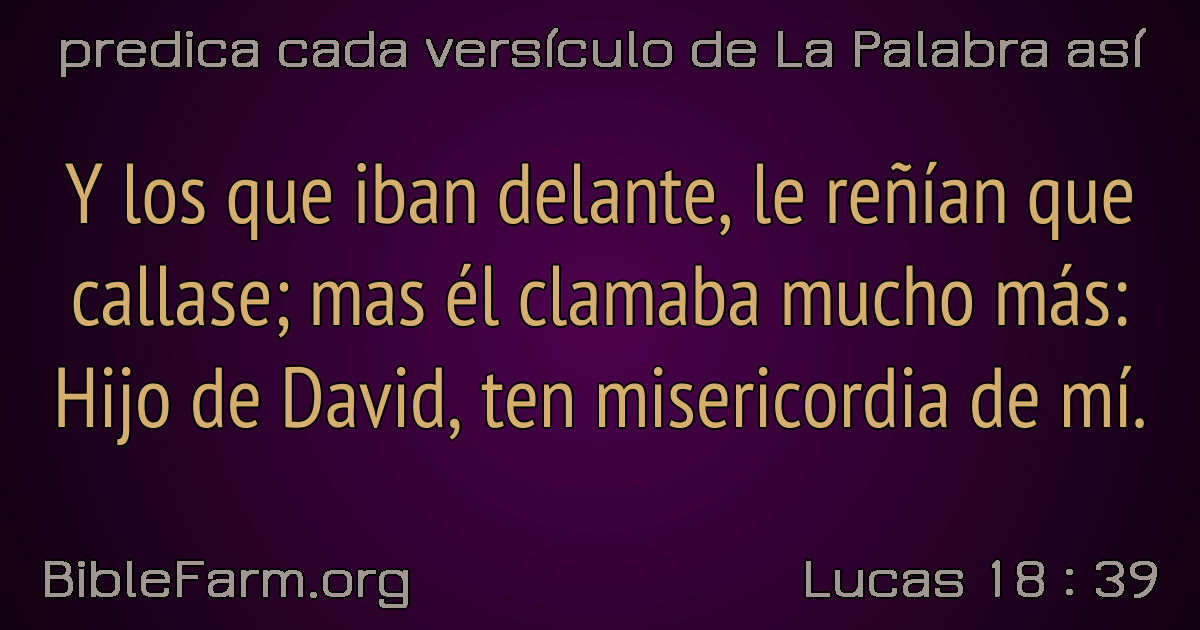 predica cada versículo de La Palabra así
Y los que iban delante, le reñían que
callase; mas él clamaba mucho más:
Hijo de David, ten misericordia de mí.
BibleFarm.org
Lucas 18 : 39